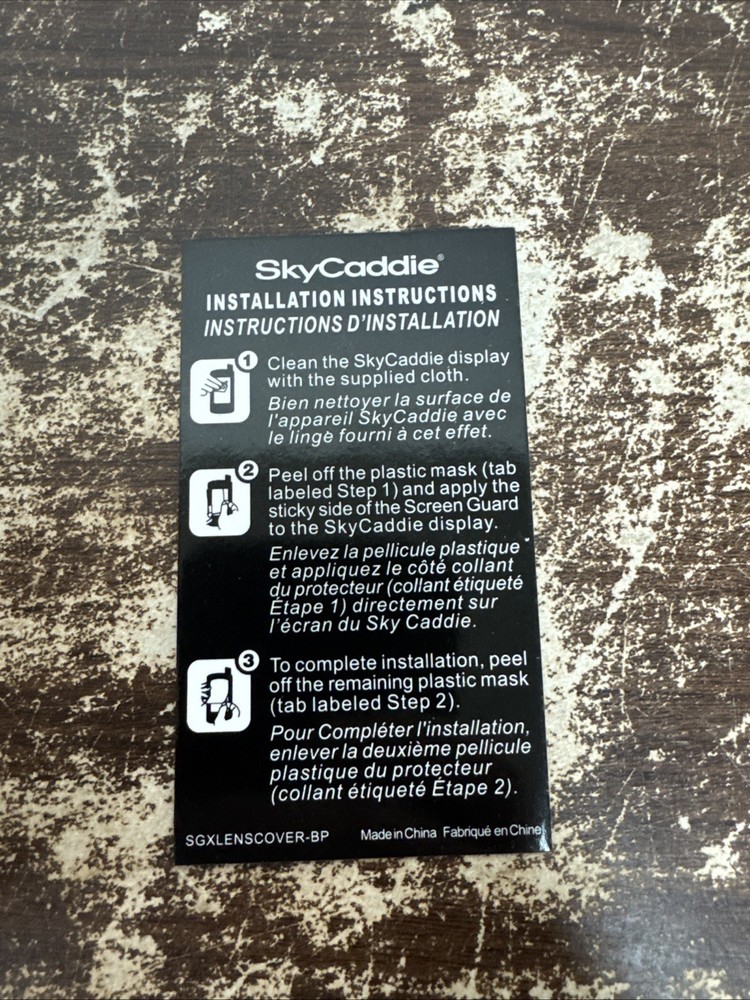 SkyCaddie®
INSTALLATION INSTRUCTIONS
INSTRUCTIONS D'INSTALLATION
1 Clean the SkyCaddie display
with the supplied cloth.
Bien nettoyer la surface de
l'appareil SkyCaddie avec
le linge fourni à cet effet.
2 Peel off the plastic mask (tab
labeled Step 1) and apply the
sticky side of the Screen Guard
to the SkyCaddie display.
Enlevez la pellicule plastique
et appliquez le côté collant
du protecteur (collant étiqueté
Étape 1) directement sur
l'écran du Sky Caddie.
3 To complete installation, peel
off the remaining plastic mask
(tab labeled Step 2).
Pour Compléter l'installation,
enlever la deuxième pellicule
plastique du protecteur
(collant étiqueté Étape 2).
SGXLENSCOVER-BP Made in China Fabriqué en Chine